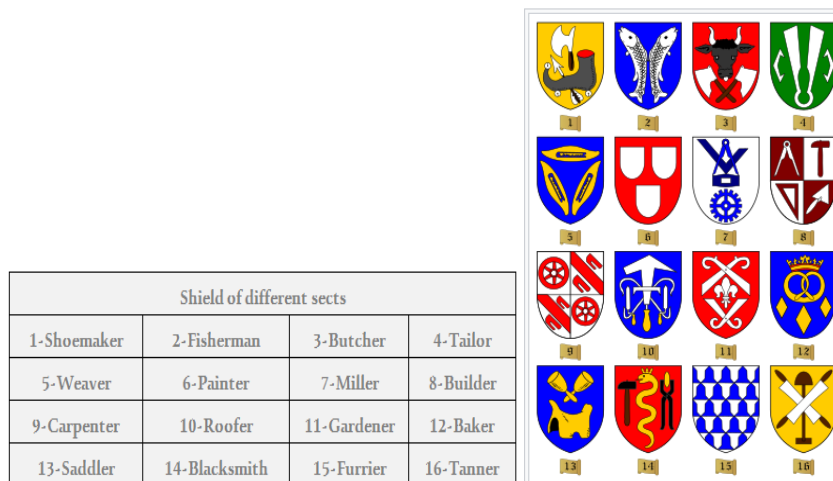 Shield of different sects
1-Shoemaker 2-Fisherman 3-Butcher 4-Tailor
5-Weaver 6-Painter 7-Miller 8-Builder
9-Carpenter 10-Roofer 11-Gardener 12-Baker
13-Saddler 14-Blacksmith 15-Furrier 16-Tanner
1 2 3 4
5 6 7 8
9 10 11 12
13 14 15 16